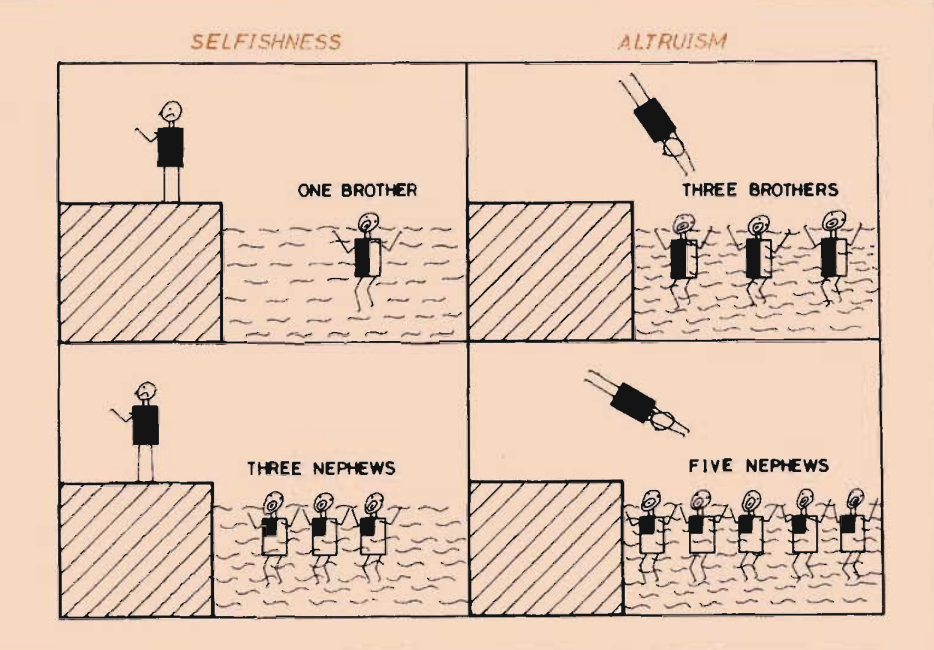 SELFISHNESS
ALTRUISM
ONE BROTHER
THREE BROTHERS
THREE NEPHEWS
FIVE NEPHEWS